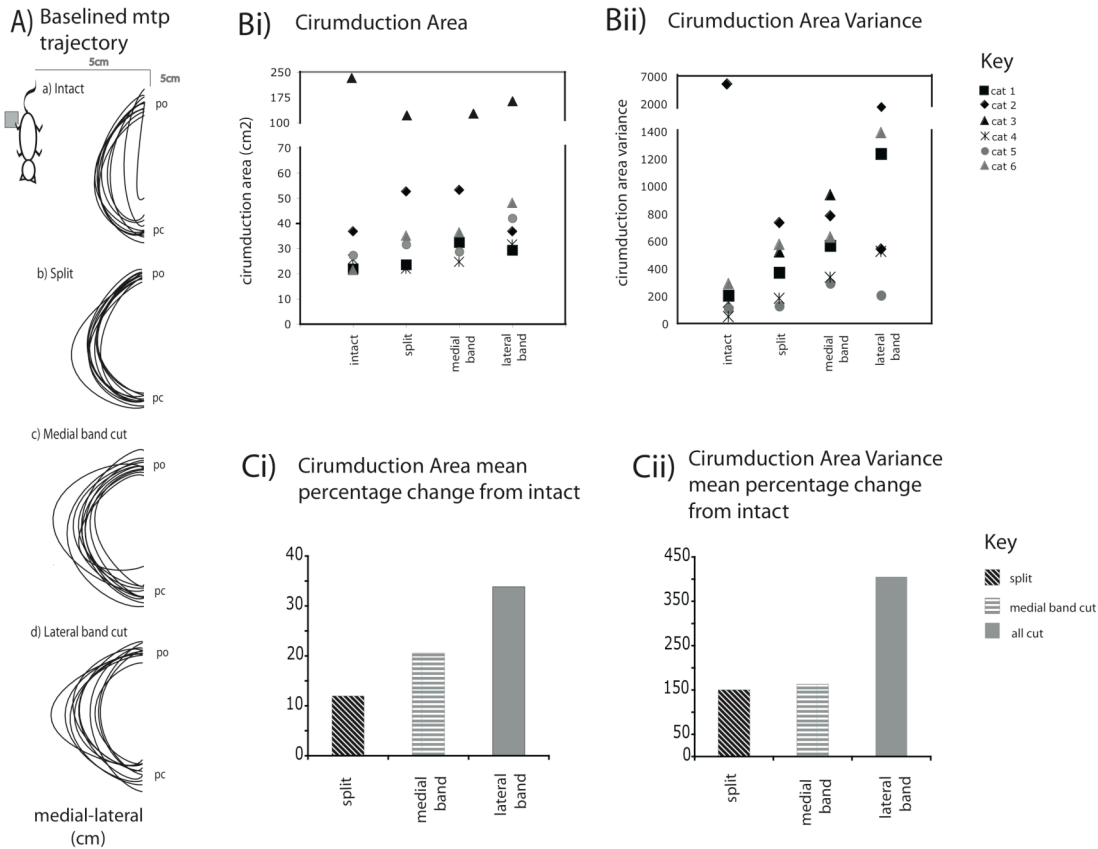 A) Baselined mtp
trajectory
5cm
5cm
a) Intact
po
pc
b) Split
po
pc
c) Medial band cut
po
pc
d) Lateral band cut
po
pc
medial-lateral
(cm)
Bi) Cirumduction Area
cirumduction area (cm2)
250
175
100
70
60
50
40
30
20
10
0
intact
split
medial
band
lateral
band
Bii) Cirumduction Area Variance
cirumduction area variance
7000
2000
1400
1200
1000
800
600
400
200
0
intact
split
medial
band
lateral
band
Key
cat 1
cat 2
cat 3
cat 4
cat 5
cat 6
Ci) Cirumduction Area mean
percentage change from intact
40
30
20
10
0
split
medial
band
lateral
band
Cii) Cirumduction Area Variance
mean percentage change
from intact
450
350
250
150
50
0
split
medial
band
lateral
band
Key
split
medial band cut
all cut